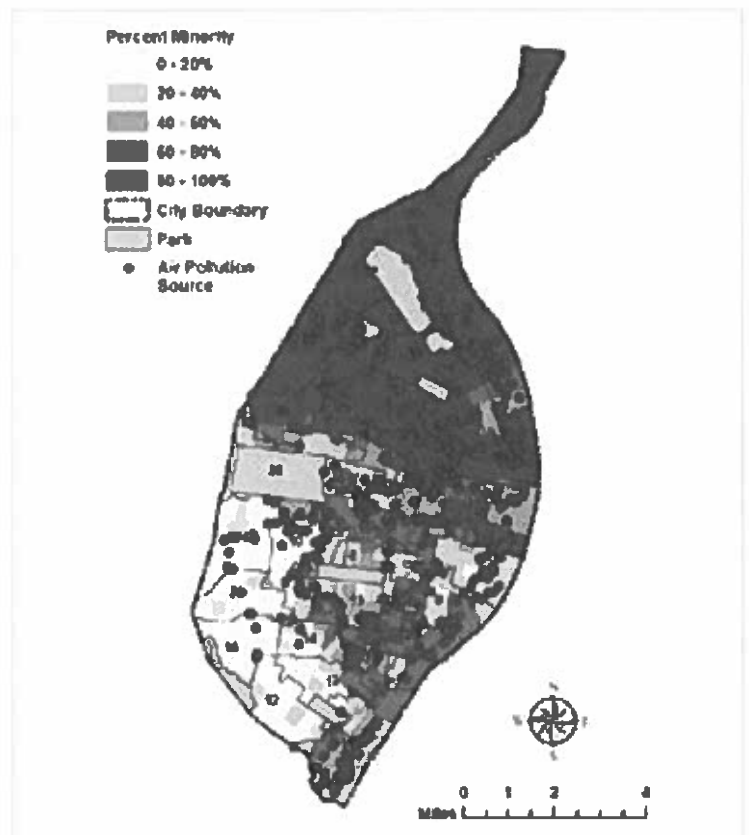 Percent Minority
0 - 20%
20 - 40%
40 - 60%
60 - 80%
80 - 100%
City Boundary
Park
Air Pollution
Source
N
S
0 1 2 4
Miles